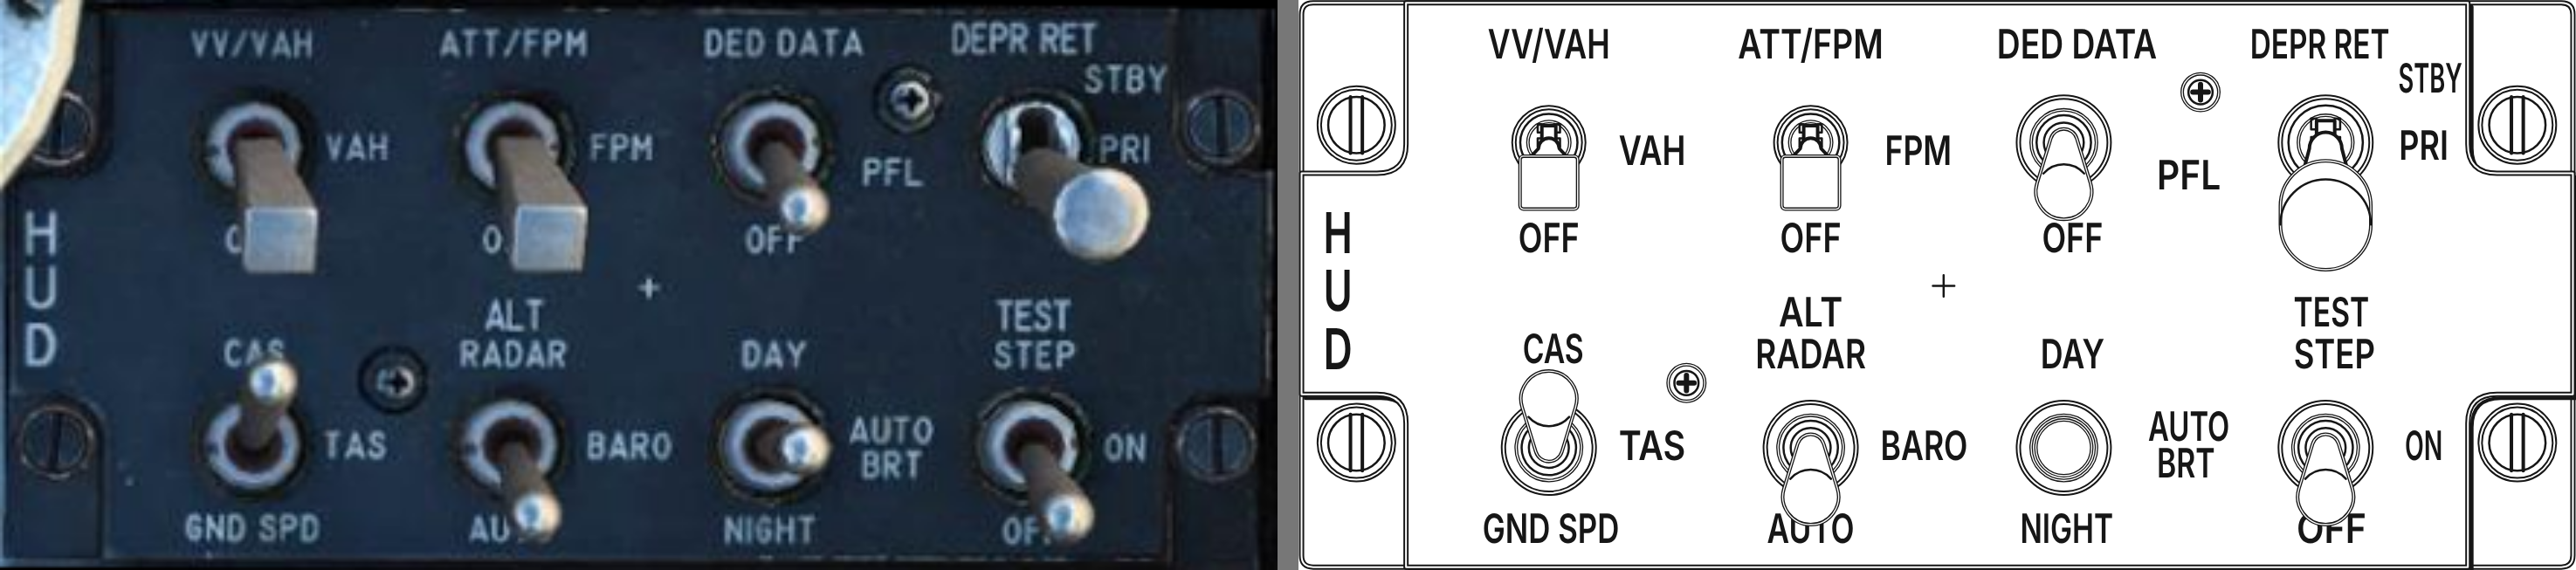 VV/VAH ATT/FPM DED DATA DEPR RET
STBY
VAH FPM PFL PRI
OFF
HUD
ALT TEST
CAS RADAR DAY STEP
TAS BARO AUTO ON
BRT
GND SPD NIGHT
VV/VAH ATT/FPM DED DATA DEPR RET
STBY
VAH FPM PFL PRI
OFF OFF OFF
HUD
ALT TEST
CAS RADAR DAY STEP
TAS BARO AUTO ON
BRT
GND SPD AUTO NIGHT OFF